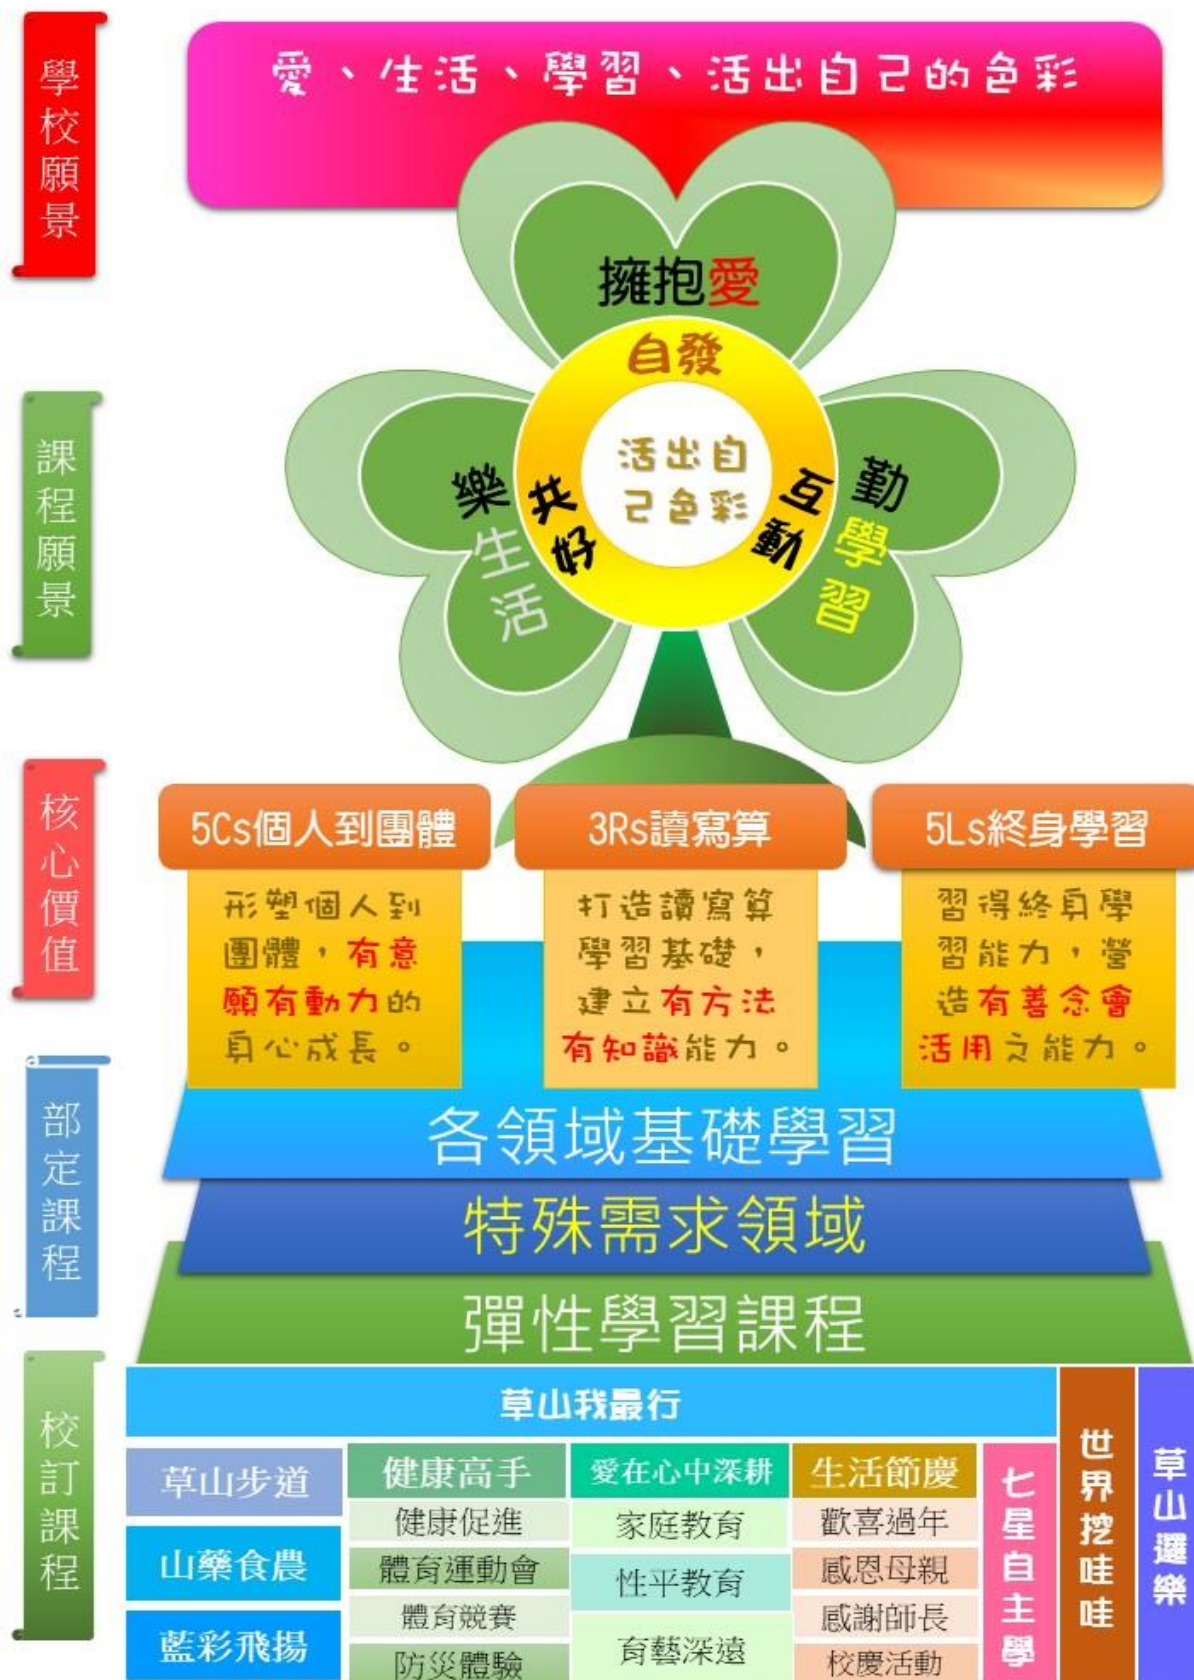 學校願景
愛、生活、學習、活出自己的色彩
課程願景
擁抱愛
自發
活出自
己色彩
樂生活
共好
互動
勤學習
核心價值
5Cs個人到團體
形塑個人到
團體，有意
願有動力的
身心成長。
3Rs讀寫算
打造讀寫算
學習基礎，
建立有方法
有知識能力。
5Ls終身學習
習得終身學
習能力，營
造有善念會
活用之能力。
部定課程
各領域基礎學習
特殊需求領域
彈性學習課程
校訂課程
草山我最行
草山步道
山藥食農
藍彩飛揚
健康高手
健康促進
體育運動會
體育競賽
防災體驗
愛在心中深耕
家庭教育
性平教育
育藝深遠
生活節慶
歡喜過年
感恩母親
感謝師長
校慶活動
七星自主學
世界挖哇哇
草山邏樂